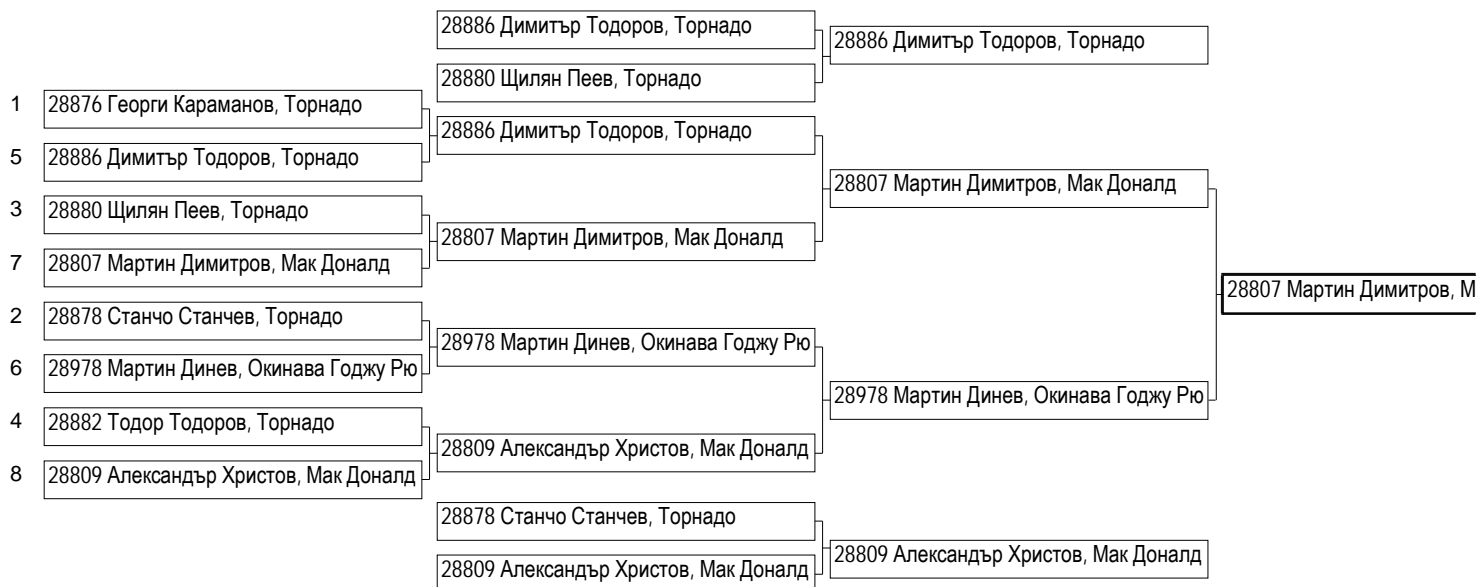 28886 Димитър Тодоров, Торнадо
28886 Димитър Тодоров, Торнадо
28880 Щилян Пеев, Торнадо
1 28876 Георги Караманов, Торнадо
28886 Димитър Тодоров, Торнадо
5 28886 Димитър Тодоров, Торнадо
28807 Мартин Димитров, Мак Доналд
3 28880 Щилян Пеев, Торнадо
28807 Мартин Димитров, Мак Доналд
7 28807 Мартин Димитров, Мак Доналд
28807 Мартин Димитров, М
2 28878 Станчо Станчев, Торнадо
28978 Мартин Динев, Окинава Годжу Рю
6 28978 Мартин Динев, Окинава Годжу Рю
28978 Мартин Динев, Окинава Годжу Рю
4 28882 Тодор Тодоров, Торнадо
28809 Александър Христов, Мак Доналд
8 28809 Александър Христов, Мак Доналд
28878 Станчо Станчев, Торнадо
28809 Александър Христов, Мак Доналд
28809 Александър Христов, Мак Доналд